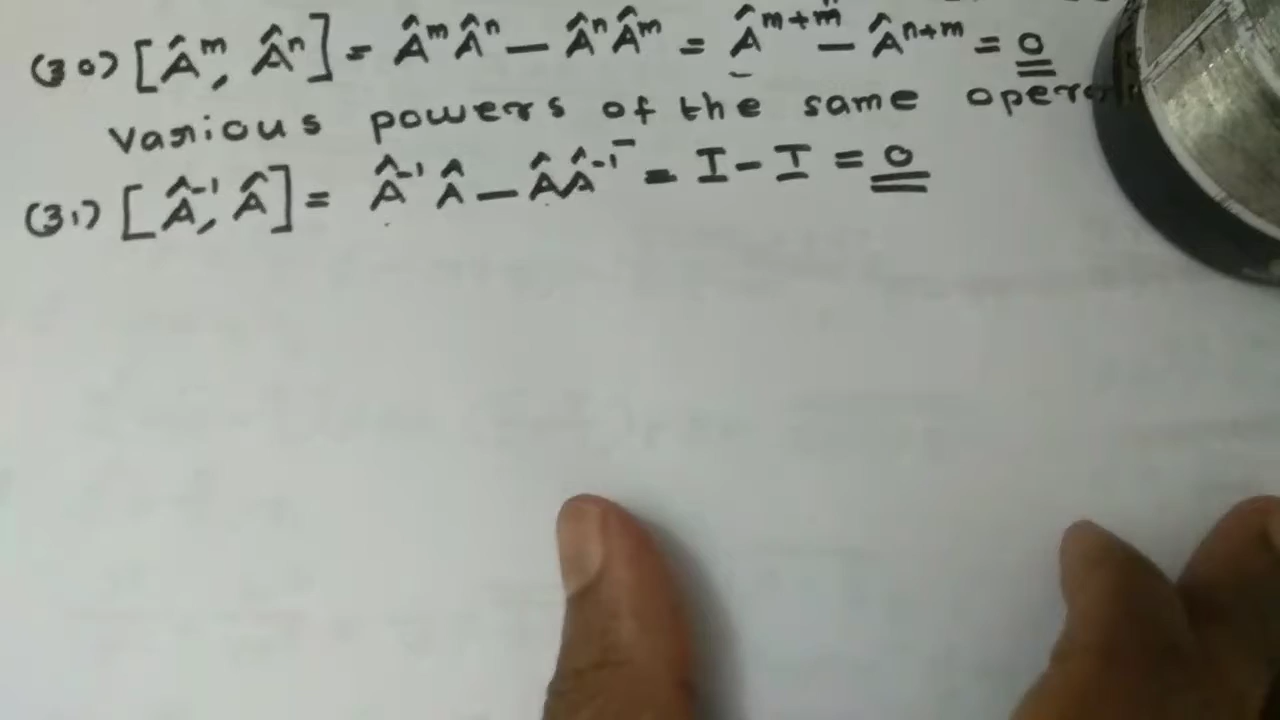 (30) [Â^m, Â^n] = Â^m Â^n − Â^n Â^m = Â^{m+n} − Â^{n+m} = 0
Various powers of the same
(31) [Â^{-1}, Â] = Â^{-1} Â − Â Â^{-1} = I − I = 0